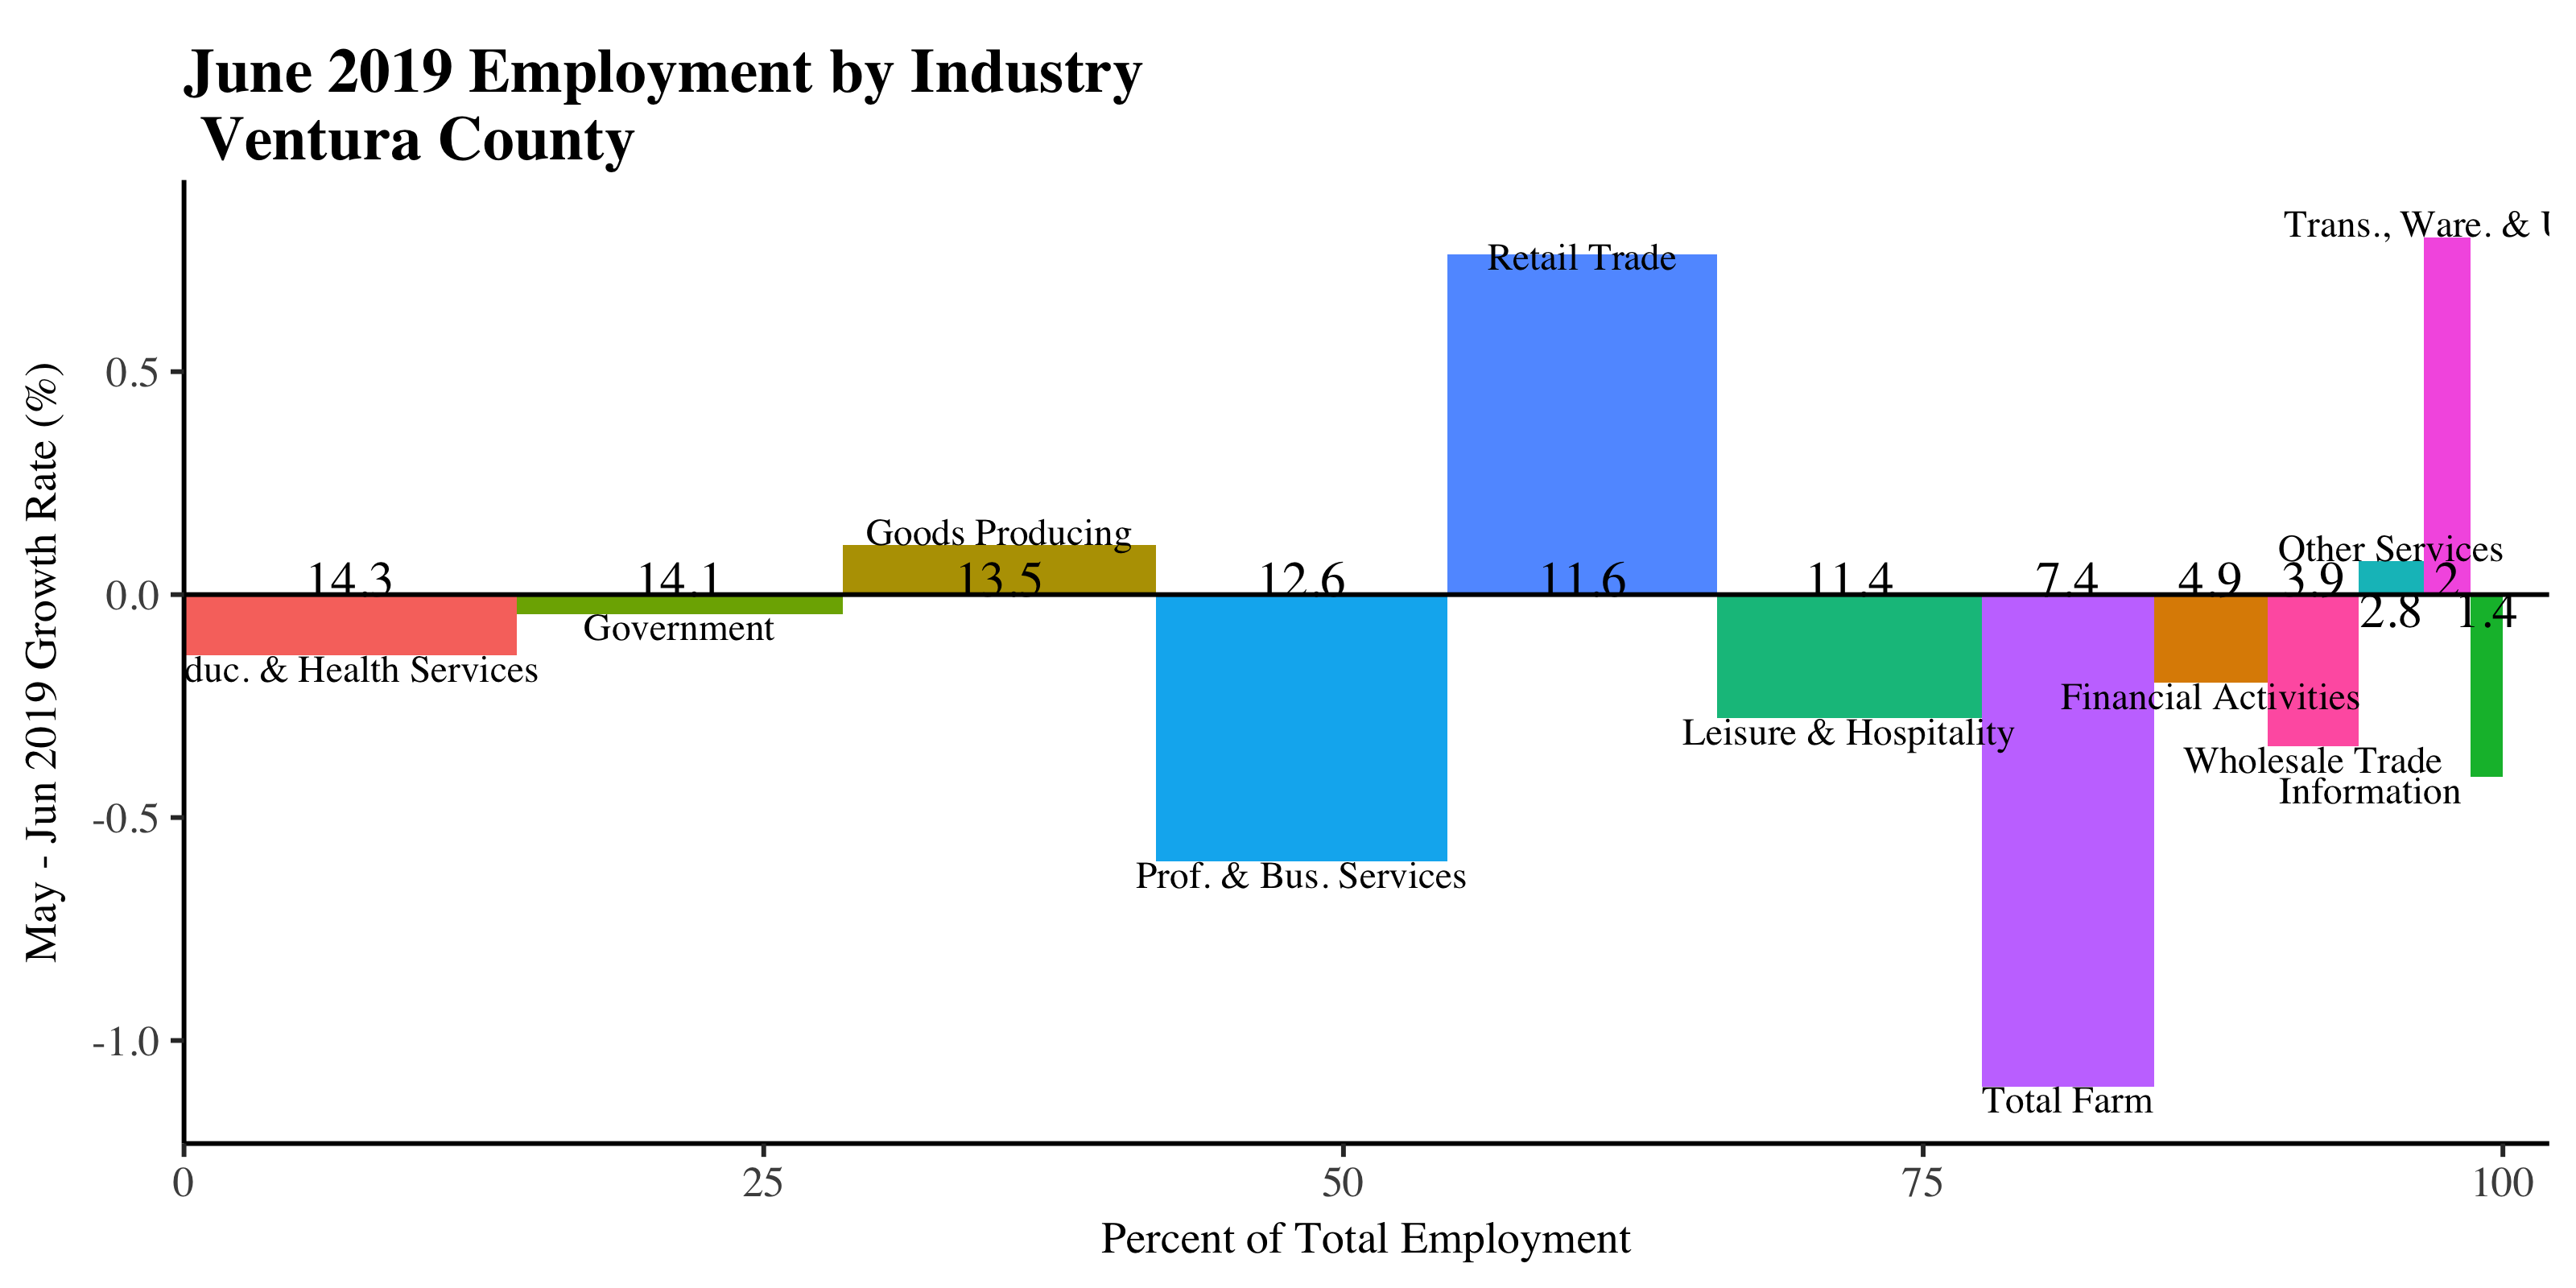 June 2019 Employment by Industry
Ventura County
Trans., Ware. & U
Retail Trade
0.5
Goods Producing
Other Services
14.3 14.1 13.5 12.6 11.6 11.4 7.4 4.9 3.9 2
0.0
2.8 1.4
Government
duc. & Health Services
Financial Activities
Leisure & Hospitality
Wholesale Trade
Information
-0.5
Prof. & Bus. Services
-1.0
Total Farm
0 25 50 75 100
Percent of Total Employment
May - Jun 2019 Growth Rate (%)